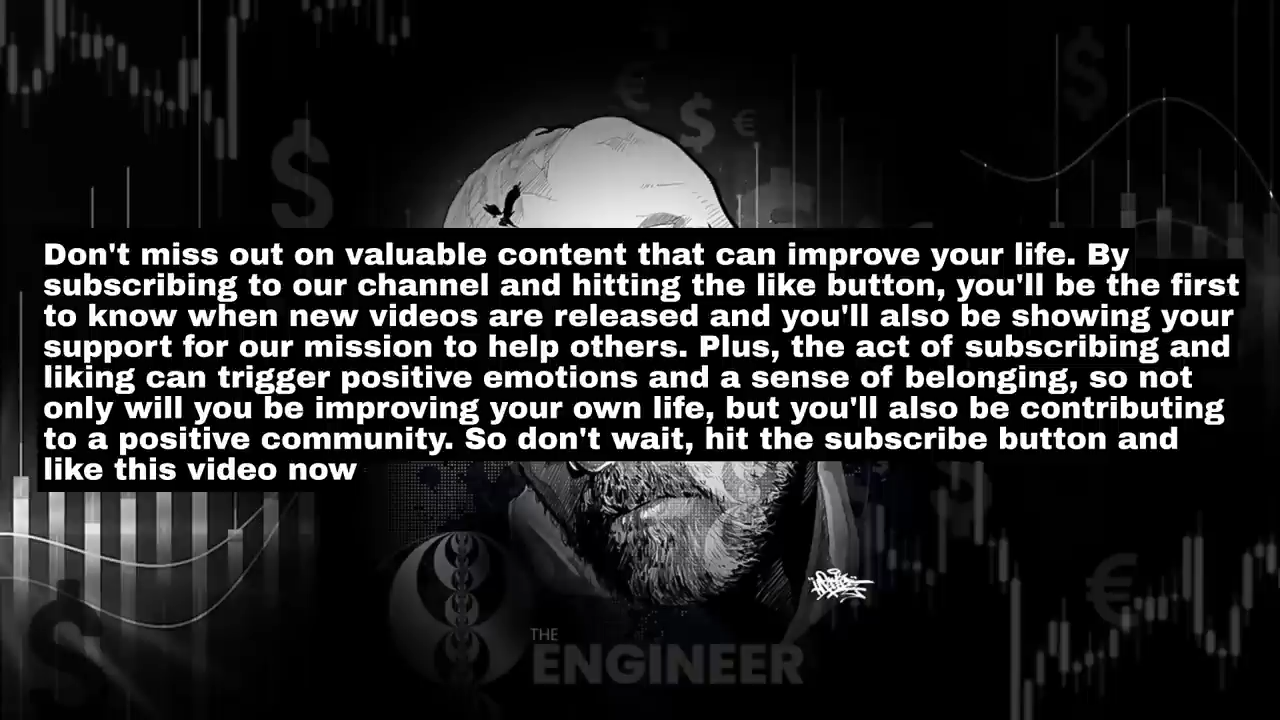 Don't miss out on valuable content that can improve your life. By
subscribing to our channel and hitting the like button, you'll be the first
to know when new videos are released and you'll also be showing your
support for our mission to help others. Plus, the act of subscribing and
liking can trigger positive emotions and a sense of belonging, so not
only will you be improving your own life, but you'll also be contributing
to a positive community. So don't wait, hit the subscribe button and
like this video now
THE
ENGINEER